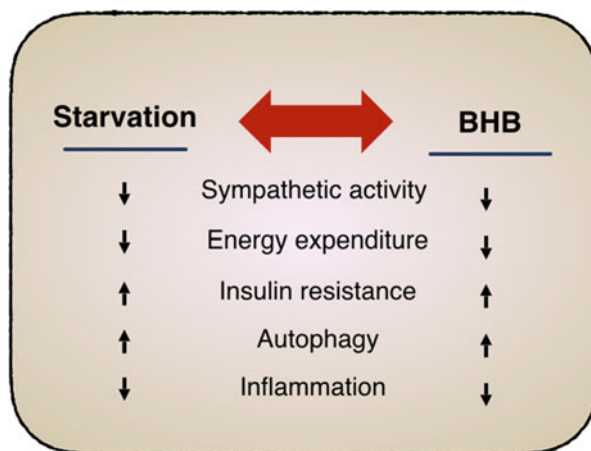 Starvation BHB
↓ Sympathetic activity ↓
↓ Energy expenditure ↓
↑ Insulin resistance ↑
↑ Autophagy ↑
↓ Inflammation ↓